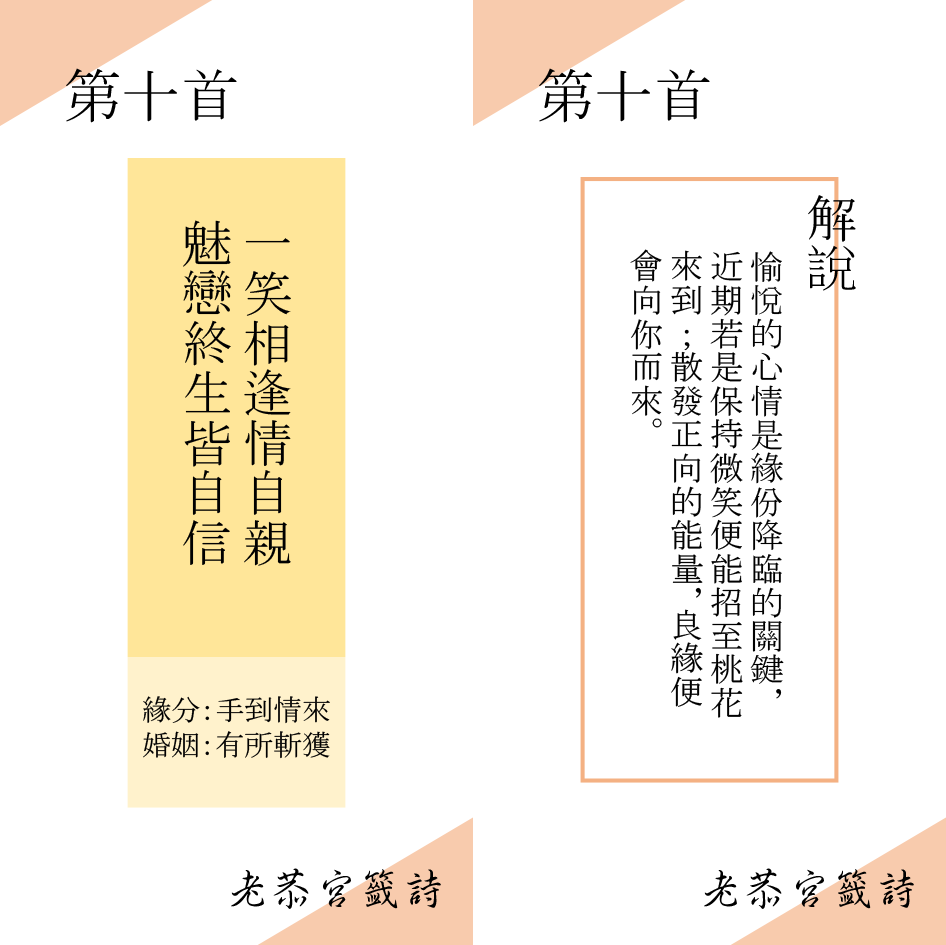 第十首
一笑相逢情自親
魅戀終生皆自信
緣分:手到情來
婚姻:有所斬獲
老恭宮籤詩
第十首
解說
愉悅的心情是緣份降臨的關鍵，
近期若是保持微笑便能招至桃花
來到；散發正向的能量，良緣便
會向你而來。
老恭宮籤詩